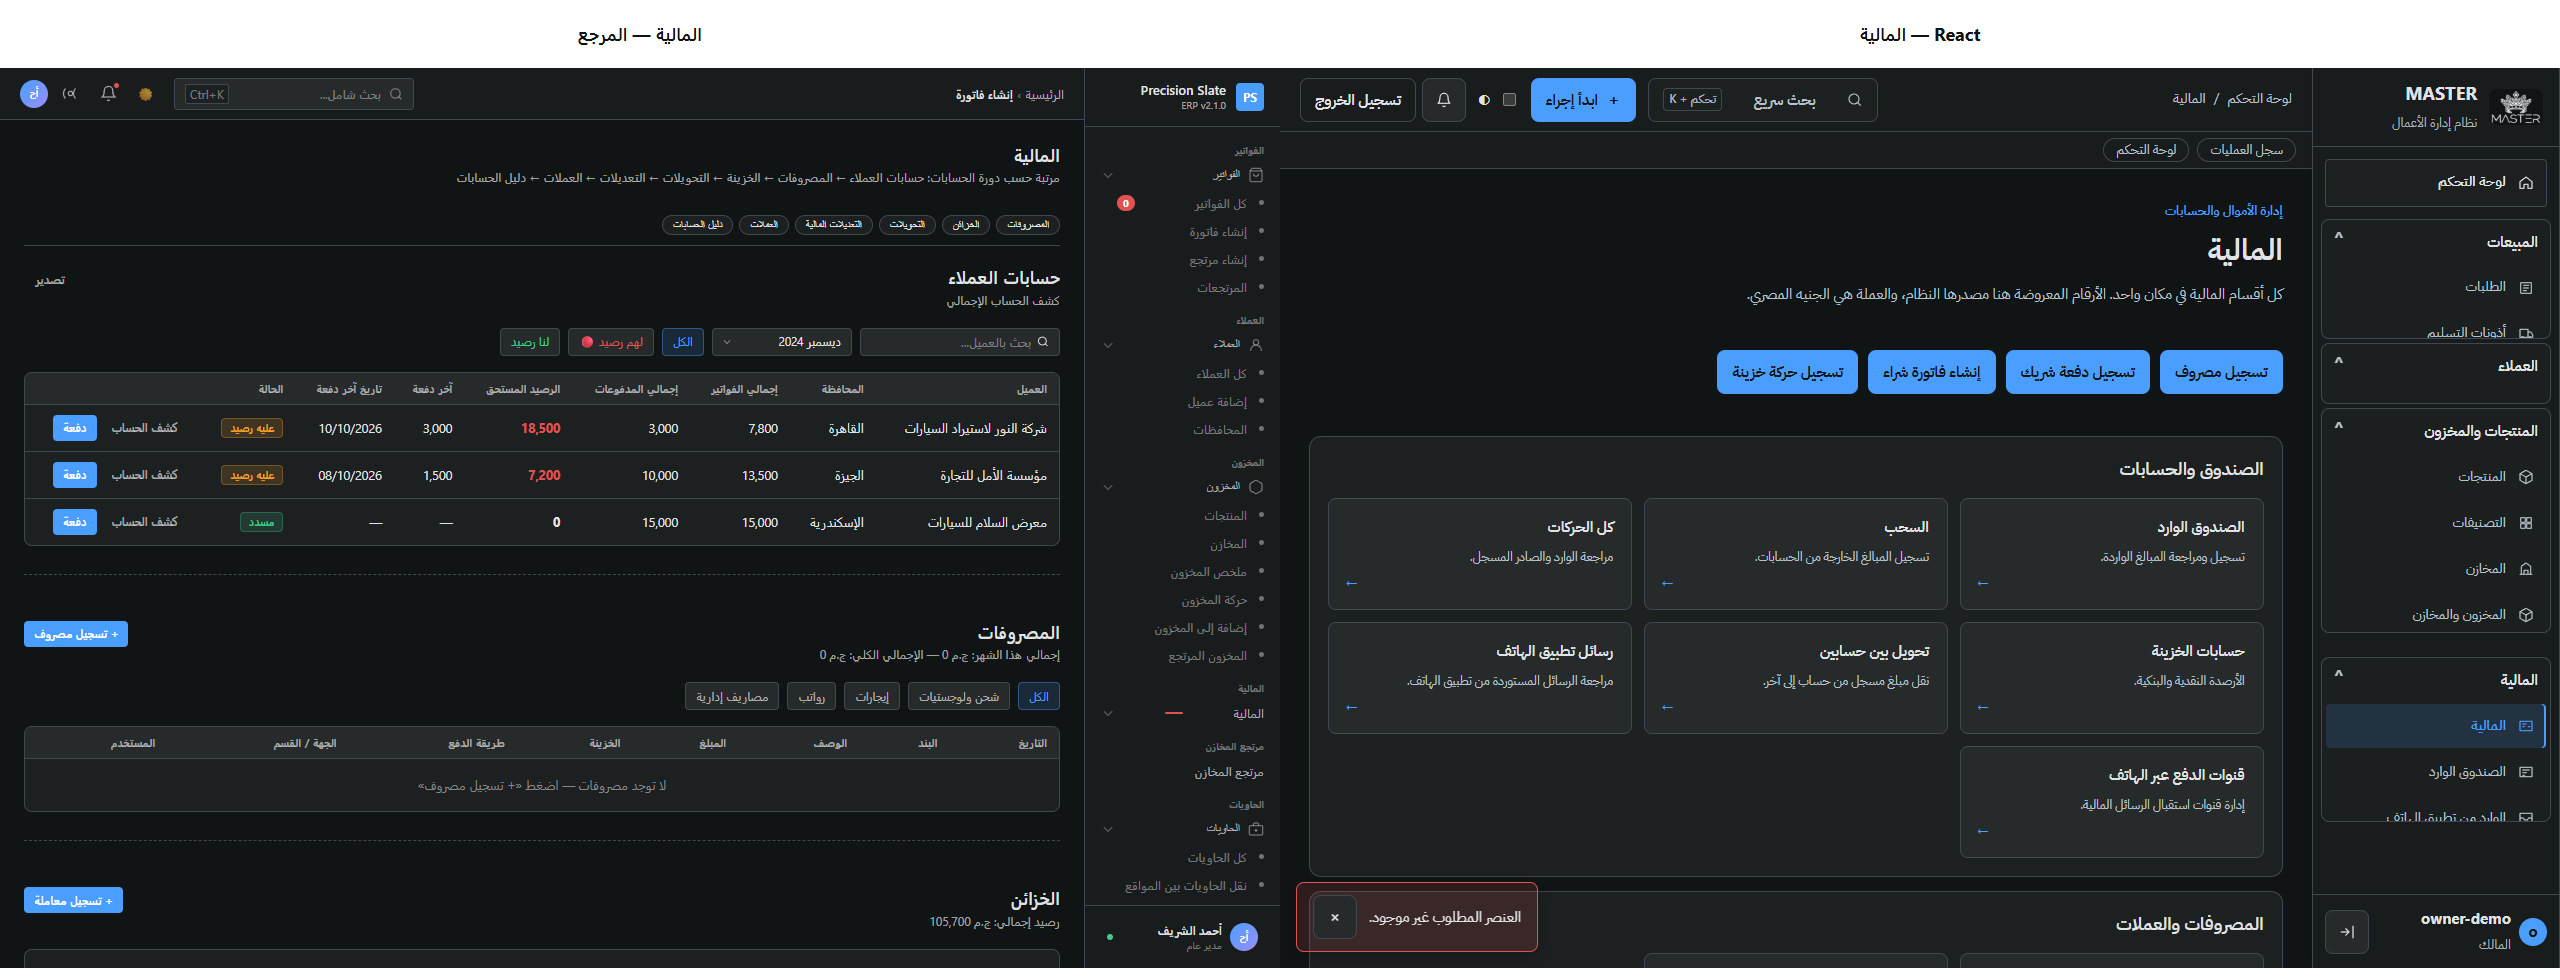 React — المالية
المالية — المرجع
MASTER
نظام إدارة الأعمال
MASTER
لوحة التحكم
المبيعات
الطلبات
أذونات التسليم
العملاء
المنتجات والمخزون
المنتجات
التصنيفات
المخازن
المخزون والمخازن
المالية
المالية
الصندوق الوارد
الوارد من تطبيق الهاتف
owner-demo
المالك
لوحة التحكم / المالية
بحث سريع
تحكم + K
+ ابدأ إجراء
تسجيل الخروج
سجل العمليات
لوحة التحكم
إدارة الأموال والحسابات
المالية
كل أقسام المالية في مكان واحد. الأرقام المعروضة هنا مصدرها النظام، والعملة هي الجنيه المصري.
تسجيل مصروف
تسجيل دفعة شريك
إنشاء فاتورة شراء
تسجيل حركة خزينة
الصندوق والحسابات
الصندوق الوارد
تسجيل ومراجعة المبالغ الواردة.
←
السحب
تسجيل المبالغ الخارجة من الحسابات.
←
كل الحركات
مراجعة الوارد والصادر المسجل.
←
حسابات الخزينة
الأرصدة النقدية والبنكية.
←
تحويل بين حسابين
نقل مبلغ مسجل من حساب إلى آخر.
←
رسائل تطبيق الهاتف
مراجعة الرسائل المستوردة من تطبيق الهاتف.
←
قنوات الدفع عبر الهاتف
إدارة قنوات استقبال الرسائل المالية.
←
المصروفات والعملات
العنصر المطلوب غير موجود.
×
PS
Precision Slate
ERP v2.1.0
الفواتير
الفواتير
كل الفواتير
0
إنشاء فاتورة
إنشاء مرتجع
المرتجعات
العملاء
العملاء
كل العملاء
إضافة عميل
المحافظات
المخزون
المخزون
المنتجات
المخازن
ملخص المخزون
حركة المخزون
إضافة إلى المخزون
المخزون المرتجع
المالية
المالية
مرتجع المخازن
مرتجع المخازن
الحاويات
الحاويات
كل الحاويات
نقل الحاويات بين المواقع
أج
أحمد الشريف
مدير عام
الرئيسية › إنشاء فاتورة
بحث شامل...
Ctrl+K
أج
المالية
مرتبة حسب دورة الحسابات: حسابات العملاء ← المصروفات ← الخزينة ← التحويلات ← التعديلات ← العملات ← دليل الحسابات
المصروفات
الخزائن
التحويلات
التعديلات المالية
العملات
دليل الحسابات
حسابات العملاء
كشف الحساب الإجمالي
تصدير
بحث بالعميل...
ديسمبر 2024
الكل
لهم رصيد
لنا رصيد
العميل المحافظة إجمالي الفواتير إجمالي المدفوعات الرصيد المستحق آخر دفعة تاريخ آخر دفعة الحالة
شركة النور لاستيراد السيارات القاهرة 7,800 3,000 18,500 3,000 10/10/2026 عليه رصيد كشف الحساب دفعة
مؤسسة الأمل للتجارة الجيزة 13,500 10,000 7,200 1,500 08/10/2026 عليه رصيد كشف الحساب دفعة
معرض السلام للسيارات الإسكندرية 15,000 15,000 0 — — مسدد كشف الحساب دفعة
المصروفات
إجمالي هذا الشهر: ج.م 0 — الإجمالي الكلي: ج.م 0
+ تسجيل مصروف
الكل
شحن ولوجستيات
إيجارات
رواتب
مصاريف إدارية
التاريخ البند الوصف المبلغ الخزينة طريقة الدفع الجهة / القسم المستخدم
لا توجد مصروفات — اضغط «+ تسجيل مصروف»
الخزائن
رصيد إجمالي: ج.م 105,700
+ تسجيل معاملة